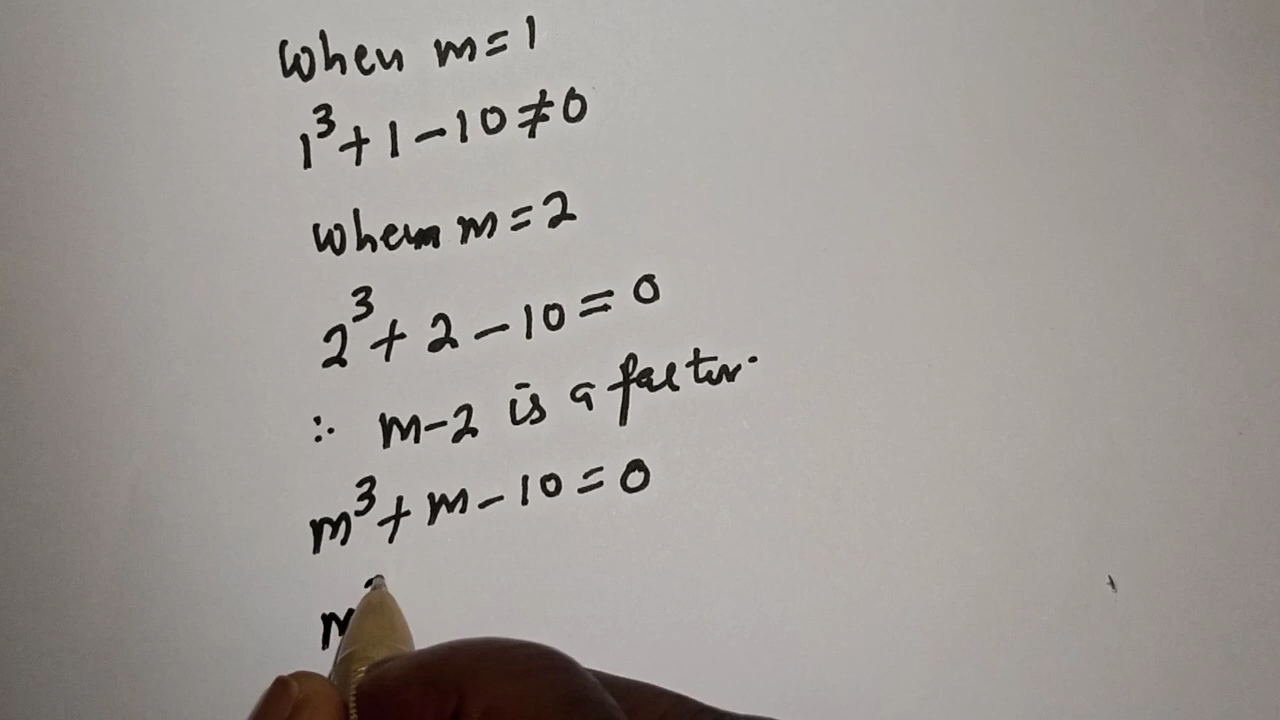 When m=1
1³+1-10≠0
When m=2
2³+2-10=0
∴ m-2 is a factor.
m³+m-10=0
m